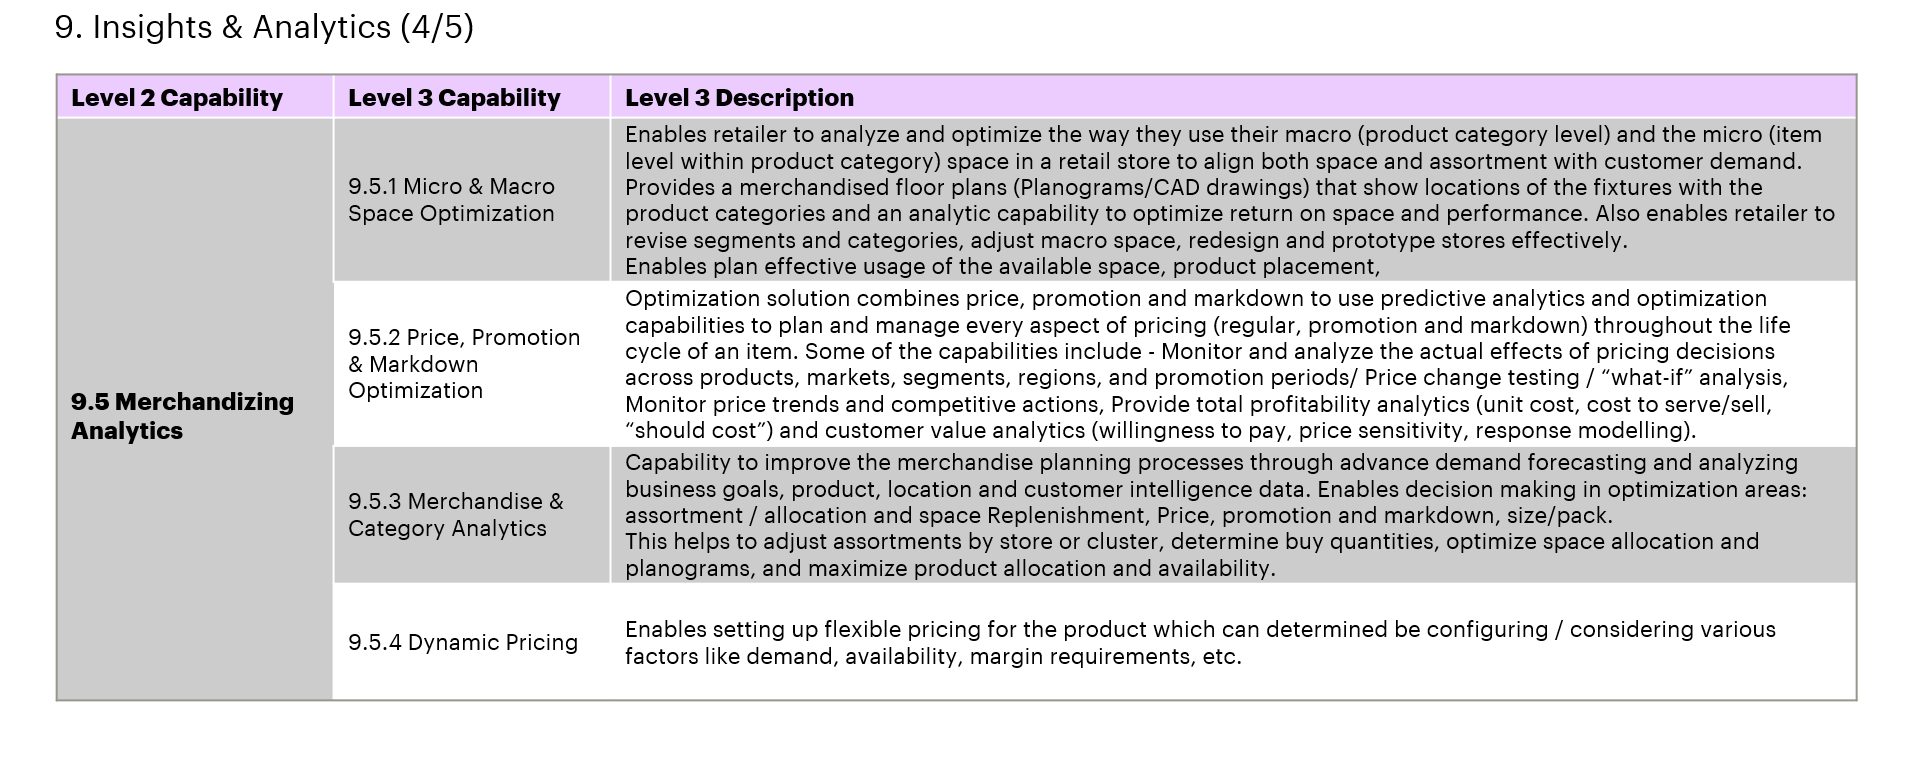 9. Insights & Analytics (4/5)
Level 2 Capability
Level 3 Capability
Level 3 Description
9.5 Merchandizing
Analytics
9.5.1 Micro & Macro
Space Optimization
Enables retailer to analyze and optimize the way they use their macro (product category level) and the micro (item
level within product category) space in a retail store to align both space and assortment with customer demand.
Provides a merchandised floor plans (Planograms/CAD drawings) that show locations of the fixtures with the
product categories and an analytic capability to optimize return on space and performance. Also enables retailer to
revise segments and categories, adjust macro space, redesign and prototype stores effectively.
Enables plan effective usage of the available space, product placement,
9.5.2 Price, Promotion
& Markdown
Optimization
Optimization solution combines price, promotion and markdown to use predictive analytics and optimization
capabilities to plan and manage every aspect of pricing (regular, promotion and markdown) throughout the life
cycle of an item. Some of the capabilities include - Monitor and analyze the actual effects of pricing decisions
across products, markets, segments, regions, and promotion periods/ Price change testing / “what-if” analysis,
Monitor price trends and competitive actions, Provide total profitability analytics (unit cost, cost to serve/sell,
“should cost”) and customer value analytics (willingness to pay, price sensitivity, response modelling).
9.5.3 Merchandise &
Category Analytics
Capability to improve the merchandise planning processes through advance demand forecasting and analyzing
business goals, product, location and customer intelligence data. Enables decision making in optimization areas:
assortment / allocation and space Replenishment, Price, promotion and markdown, size/pack.
This helps to adjust assortments by store or cluster, determine buy quantities, optimize space allocation and
planograms, and maximize product allocation and availability.
9.5.4 Dynamic Pricing
Enables setting up flexible pricing for the product which can determined be configuring / considering various
factors like demand, availability, margin requirements, etc.